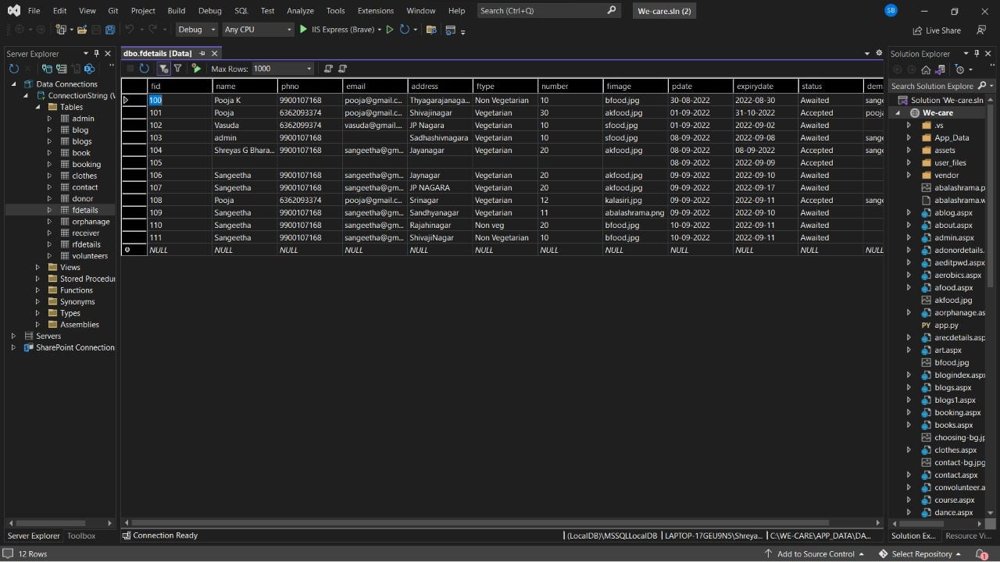 File Edit View Git Project Build Debug SQL Test Analyze Tools Extensions Window Help Search (Ctrl+Q) We-care.sln (2) SB
Debug Any CPU IIS Express (Brave) Live Share
Server Explorer
Data Connections
ConnectionString (V
Tables
admin
blog
blogs
book
booking
clothes
contact
donor
fdetails
orphanage
receiver
rfdetails
volunteers
Views
Stored Procedu
Functions
Synonyms
Types
Assemblies
Servers
SharePoint Connection
Server Explorer Toolbox
dbo.fdetails [Data]
Max Rows: 1000
fid name phno email address ftype number fimage pdate expirydate status dem
100 Pooja K 9900107168 pooja@gmail.c... Thyagarajanaga... Non Vegetarian 10 bfood.jpg 30-08-2022 2022-08-30 Awaited sang
101 Pooja 6362093374 pooja@gmail.c... Shivajinagar Vegetarian 30 akfood.jpg 01-09-2022 31-10-2022 Accepted pooja
102 Vasuda 6362099374 vasuda@gmail.... JP Nagara Vegetarian 10 sfood.jpg 01-09-2022 2022-09-02 Awaited
103 admin 9900107168 Sadhashivnagara Vegetarian 10 sfood.jpg 08-09-2022 2022-09-08 Awaited sang
104 Shreyas G Bhara... 9900107168 sangeetha@gm... Jayanagar Vegetarian 20 akfood.jpg 08-09-2022 08-09-2022 Accepted sang
105 08-09-2022 2022-09-09 Accepted
106 Sangeetha 9900107168 sangeetha@gm... Jaynagar Vegetarian 20 akfood.jpg 09-09-2022 2022-09-10 Awaited
107 Sangeetha 9900107168 sangeetha@gm... JP NAGARA Vegetarian 20 akfood.jpg 09-09-2022 2022-09-17 Awaited
108 Pooja 6362093374 pooja@gmail.c... Srinagar Vegetarian 12 kalasiri.jpg 09-09-2022 2022-09-11 Accepted sang
109 Sangeetha 9900107168 sangeetha@gm... Sandhyanagar Vegetarian 11 abalashrama.png 09-09-2022 2022-09-10 Awaited
110 Sangeetha 9900107168 sangeetha@gm... Rajahinagar Non veg 20 bfood.jpg 10-09-2022 2022-09-11 Awaited
111 Sangeetha 9900107168 sangeetha@gm... ShivajiNagar Non Vegetarian 10 bfood.jpg 10-09-2022 2022-09-11 Awaited
NULL NULL NULL NULL NULL NULL NULL NULL NULL NULL NULL NULL
Connection Ready (LocalDB)\MSSQLLocalDB LAPTOP-17GEU9N5\Shreya... C:\WE-CARE\APP_DATA\DA...
Solution Explorer
Search Solution Explore
Solution 'We-care.sln
We-care
.vs
App_Data
assets
user_files
vendor
abalashrama.p
abalashrama.w
ablog.aspx
about.aspx
admin.aspx
adonordetails.
aeditpwd.aspx
aerobics.aspx
afood.aspx
akfood.jpg
aorphanage.as
PY app.py
arecdetails.asp
art.aspx
bfood.jpg
blogindex.aspx
blogs.aspx
blogs1.aspx
booking.aspx
books.aspx
choosing-bg.jp
clothes.aspx
contact-bg.jpg
contact.aspx
convolunteer.a
course.aspx
dance.aspx
Solution Ex... Resource Vi...
12 Rows Add to Source Control Select Repository 1